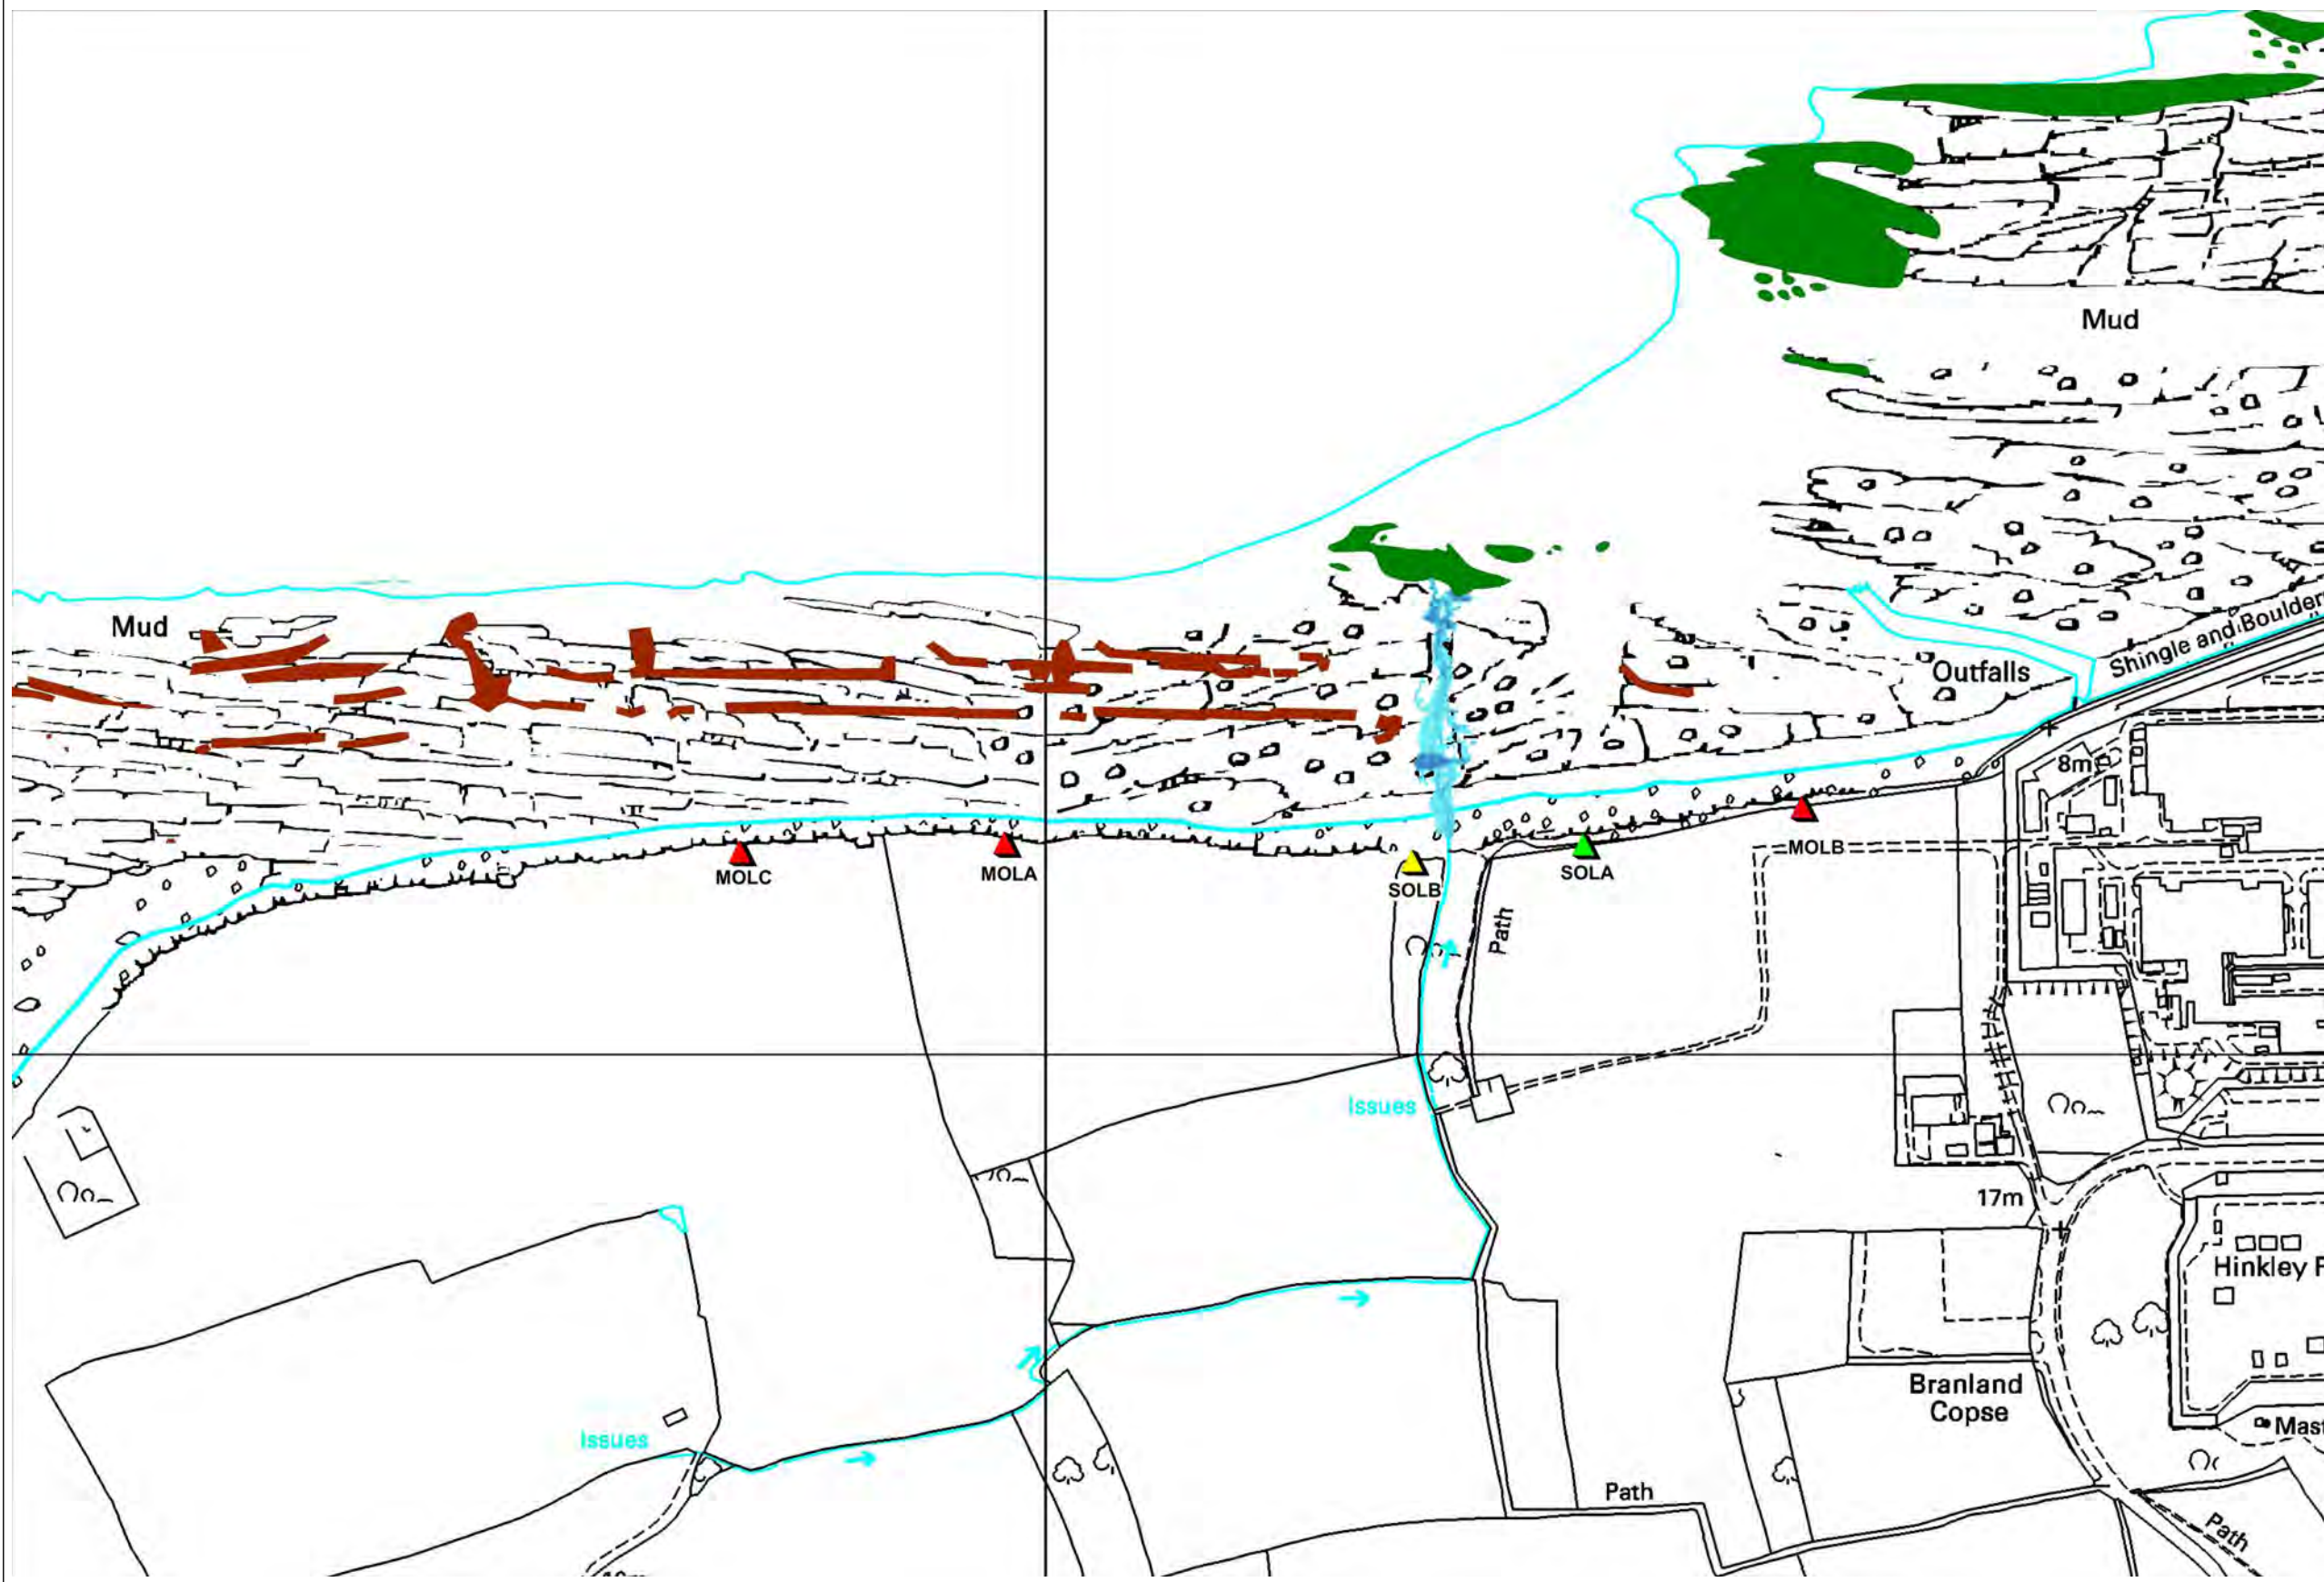 Mud
Mud
Outfalls
Shingle and Boulder
8m
MOLC
MOLA
SOLB
SOLA
MOLB
Path
Issues
17m
Hinkley
Branland
Copse
Mast
Issues
Path
Path